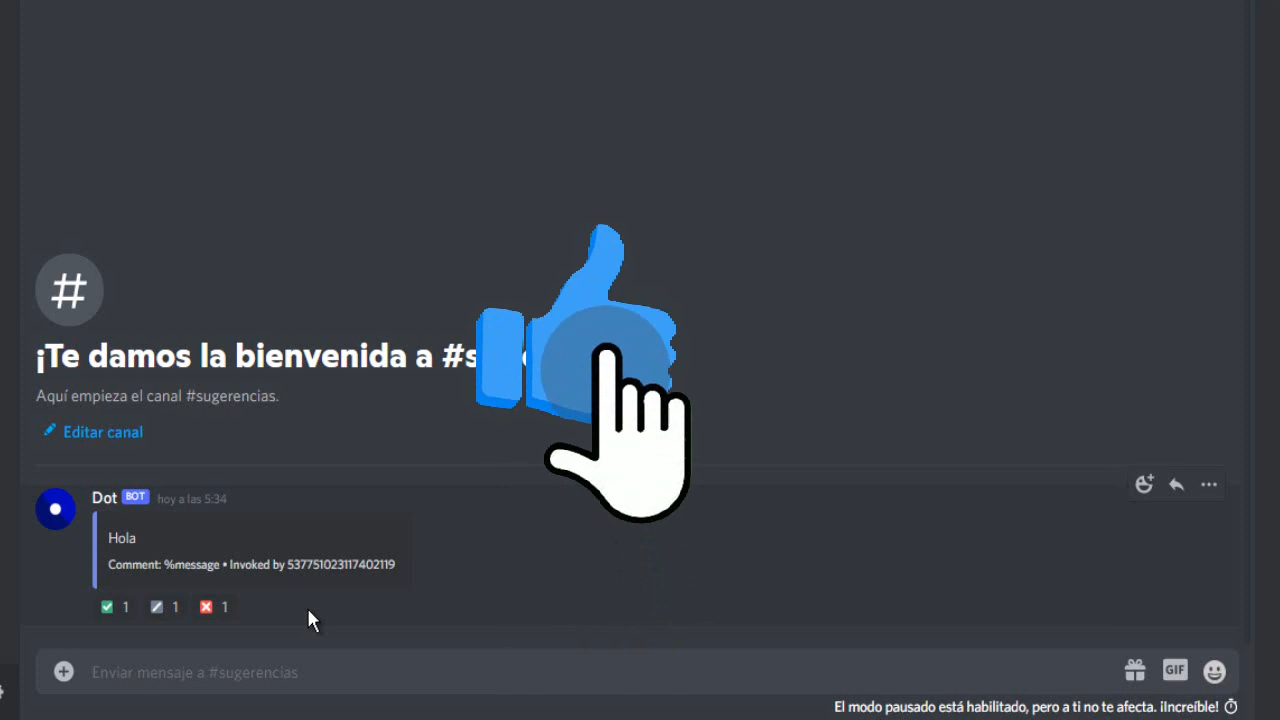 ¡Te damos la bienvenida a #s
Aquí empieza el canal #sugerencias.
Editar canal
Dot BOT hoy a las 5:34
Hola
Comment: %message • Invoked by 537751023117402119
1 1 1
Enviar mensaje a #sugerencias
GIF
El modo pausado está habilitado, pero a ti no te afecta. ¡Increíble!